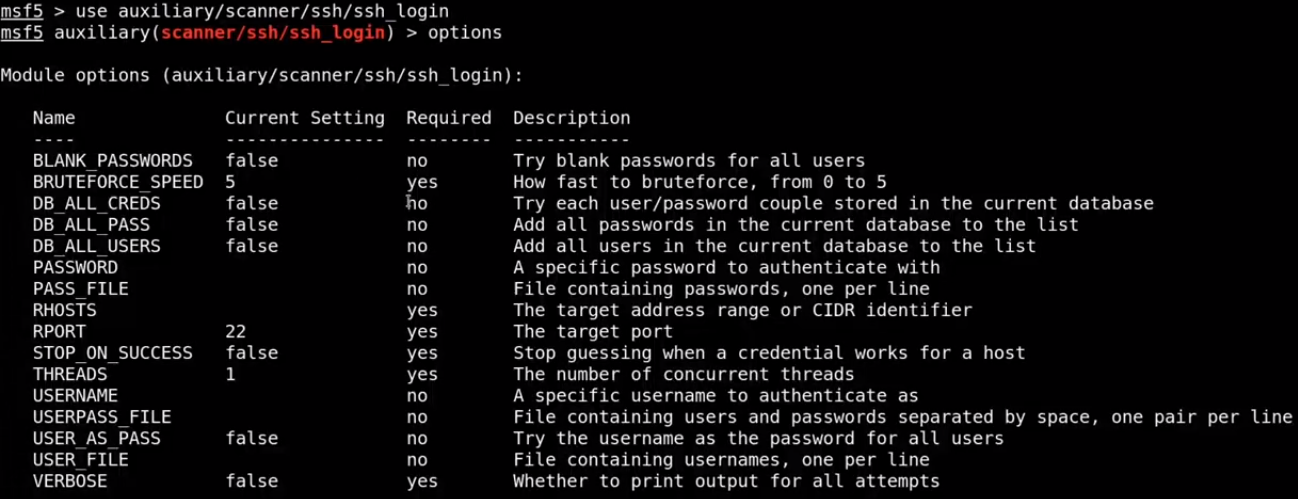 msf5 > use auxiliary/scanner/ssh/ssh_login
msf5 auxiliary(scanner/ssh/ssh_login) > options
Module options (auxiliary/scanner/ssh/ssh_login):
Name Current Setting Required Description
---- --------------- -------- -----------
BLANK_PASSWORDS false no Try blank passwords for all users
BRUTEFORCE_SPEED 5 yes How fast to bruteforce, from 0 to 5
DB_ALL_CREDS false no Try each user/password couple stored in the current database
DB_ALL_PASS false no Add all passwords in the current database to the list
DB_ALL_USERS false no Add all users in the current database to the list
PASSWORD no A specific password to authenticate with
PASS_FILE no File containing passwords, one per line
RHOSTS yes The target address range or CIDR identifier
RPORT 22 yes The target port
STOP_ON_SUCCESS false yes Stop guessing when a credential works for a host
THREADS 1 yes The number of concurrent threads
USERNAME no A specific username to authenticate as
USERPASS_FILE no File containing users and passwords separated by space, one pair per line
USER_AS_PASS false no Try the username as the password for all users
USER_FILE no File containing usernames, one per line
VERBOSE false yes Whether to print output for all attempts